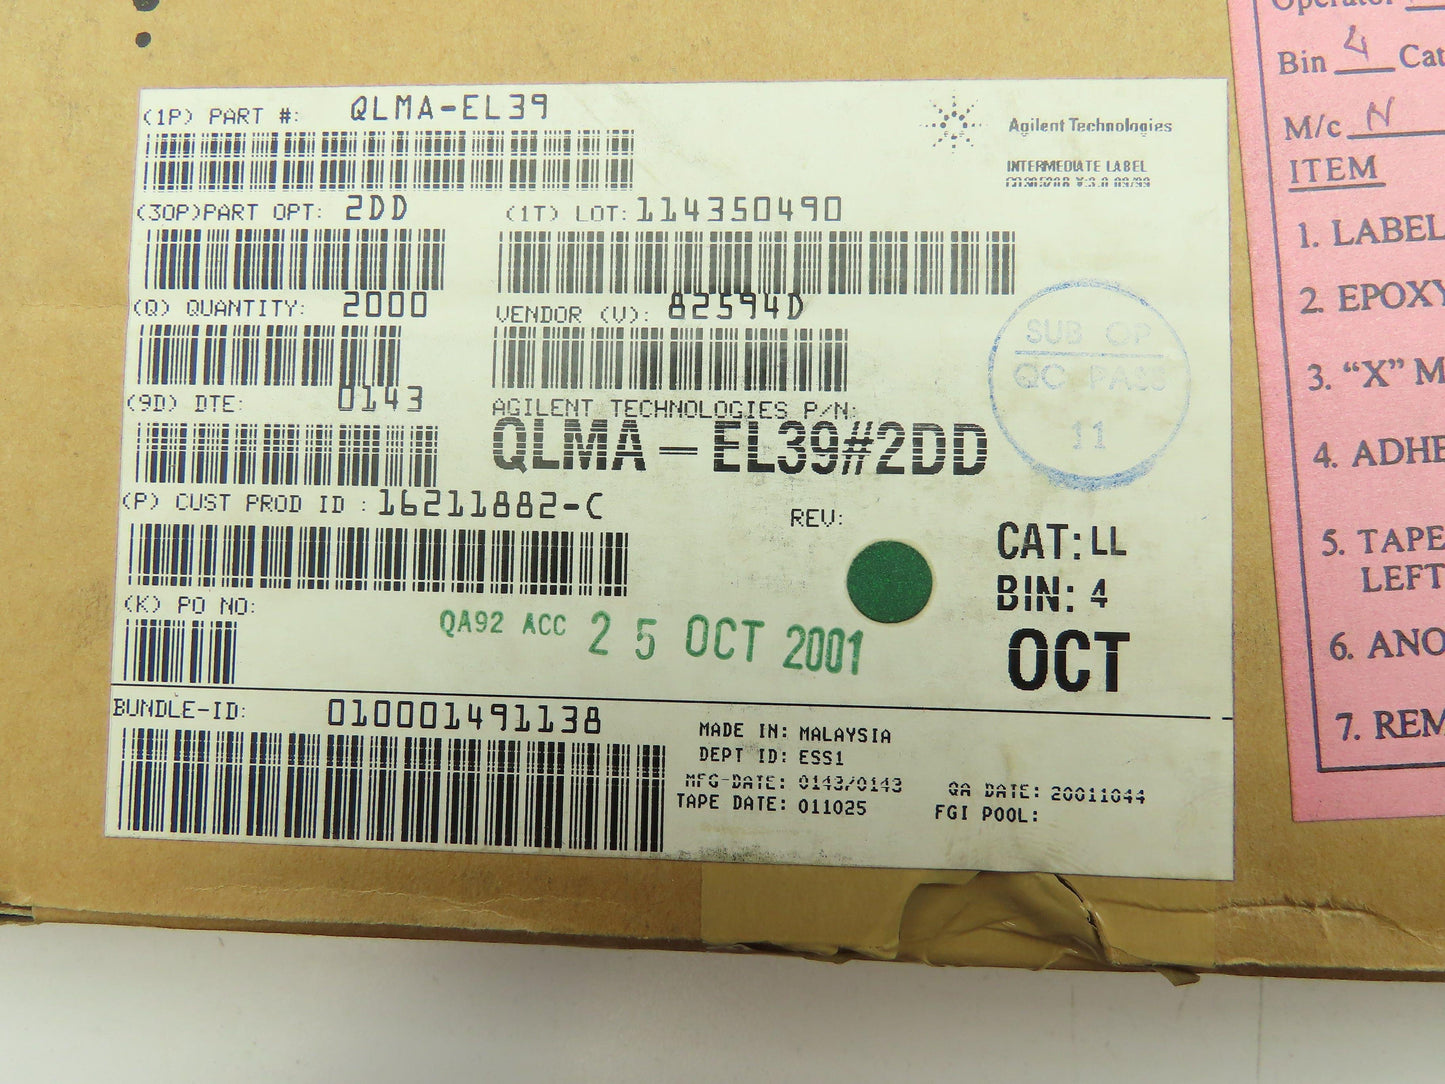 (1P) PART #: QLMA-EL39
Agilent Technologies
INTERMEDIATE LABEL
(30P)PART OPT: 2DD
(1T) LOT: 114350490
(Q) QUANTITY: 2000
VENDOR (V): 82594D
(9D) DTE: 0143
AGILENT TECHNOLOGIES P/N:
QLMA-EL39#2DD
SUB OP
QC PASS
11
(P) CUST PROD ID : 16211882-C
REV:
CAT: LL
BIN: 4
OCT
(K) PO NO:
QA92 ACC 25 OCT 2001
BUNDLE-ID: 010001491138
MADE IN: MALAYSIA
DEPT ID: ESS1
MFG-DATE: 0143/0143
TAPE DATE: 011025
QA DATE: 20011044
FGI POOL:
Operator
Bin 4 Cat
M/c N
ITEM
1. LABEL
2. EPOXY
3. "X" M
4. ADHE
5. TAPE
LEFT
6. ANO
7. REM